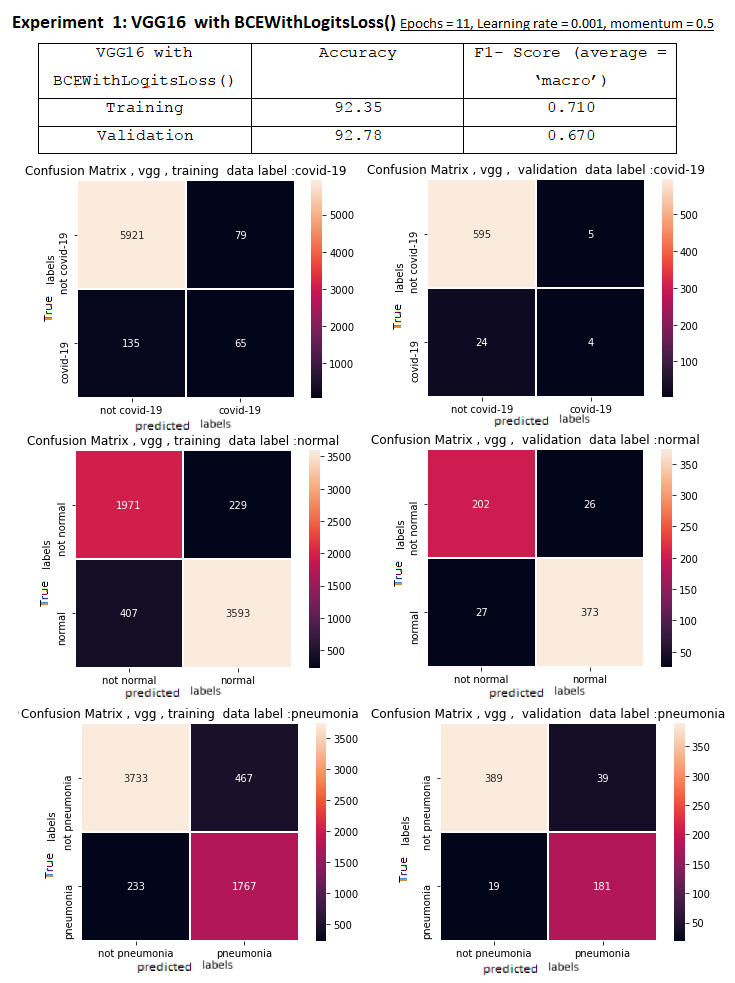 Experiment 1: VGG16 with BCEWithLogitsLoss() Epochs = 11, Learning rate = 0.001, momentum = 0.5
VGG16 with BCEWithLogitsLoss() Accuracy F1- Score (average = ‘macro’)
Training 92.35 0.710
Validation 92.78 0.670
Confusion Matrix , vgg , training data label :covid-19
5921 79
135 65
True labels
not covid-19
covid-19
not covid-19 covid-19
predicted labels
5000
4000
3000
2000
1000
Confusion Matrix , vgg , validation data label :covid-19
595 5
24 4
True labels
not covid-19
covid-19
not covid-19 covid-19
predicted labels
500
400
300
200
100
Confusion Matrix , vgg , training data label :normal
1971 229
407 3593
True labels
not normal
normal
not normal normal
predicted labels
3500
3000
2500
2000
1500
1000
500
Confusion Matrix , vgg , validation data label :normal
202 26
27 373
True labels
not normal
normal
not normal normal
predicted labels
350
300
250
200
150
100
50
Confusion Matrix , vgg , training data label :pneumonia
3733 467
233 1767
True labels
not pneumonia
pneumonia
not pneumonia pneumonia
predicted labels
3500
3000
2500
2000
1500
1000
500
Confusion Matrix , vgg , validation data label :pneumonia
389 39
19 181
True labels
not pneumonia
pneumonia
not pneumonia pneumonia
predicted labels
350
300
250
200
150
100
50